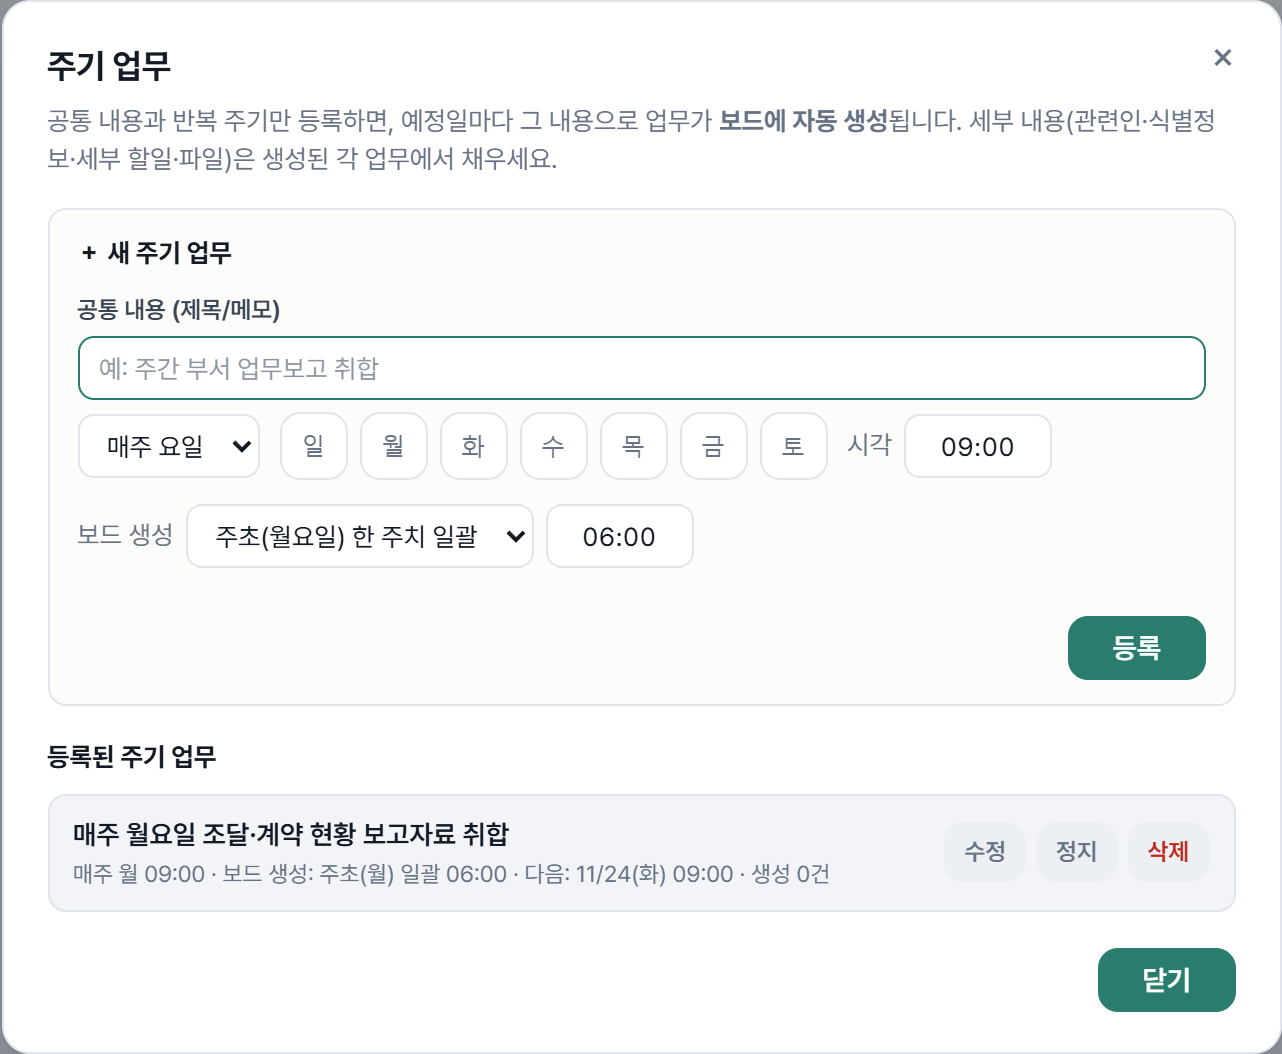 주기 업무
×
공통 내용과 반복 주기만 등록하면, 예정일마다 그 내용으로 업무가 보드에 자동 생성됩니다. 세부 내용(관련인·식별정
보·세부 할일·파일)은 생성된 각 업무에서 채우세요.
+ 새 주기 업무
공통 내용 (제목/메모)
예: 주간 부서 업무보고 취합
매주 요일 일 월 화 수 목 금 토 시각 09:00
보드 생성 주초(월요일) 한 주치 일괄 06:00
등록
등록된 주기 업무
매주 월요일 조달·계약 현황 보고자료 취합
매주 월 09:00 · 보드 생성: 주초(월) 일괄 06:00 · 다음: 11/24(화) 09:00 · 생성 0건
수정 정지 삭제
닫기